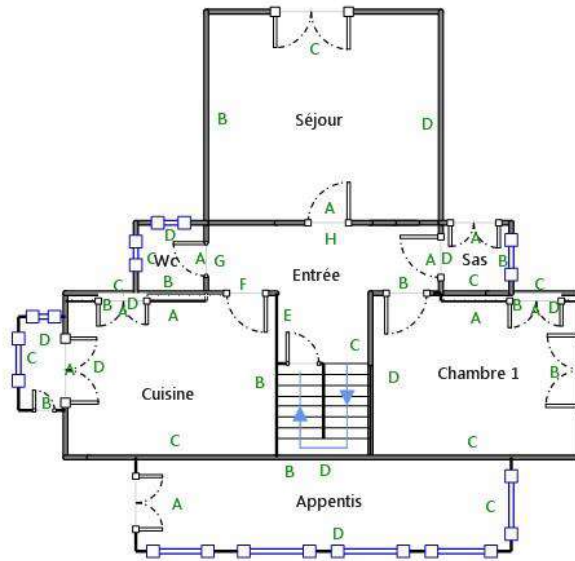 C
B Séjour D
A
D H A
C Wc A G A D Sas B
B F Entrée B C
C D C
B A A E A B A D
D C
C A D Cuisine B D Chambre 1 B
B
C C
B D
A Appentis C
D